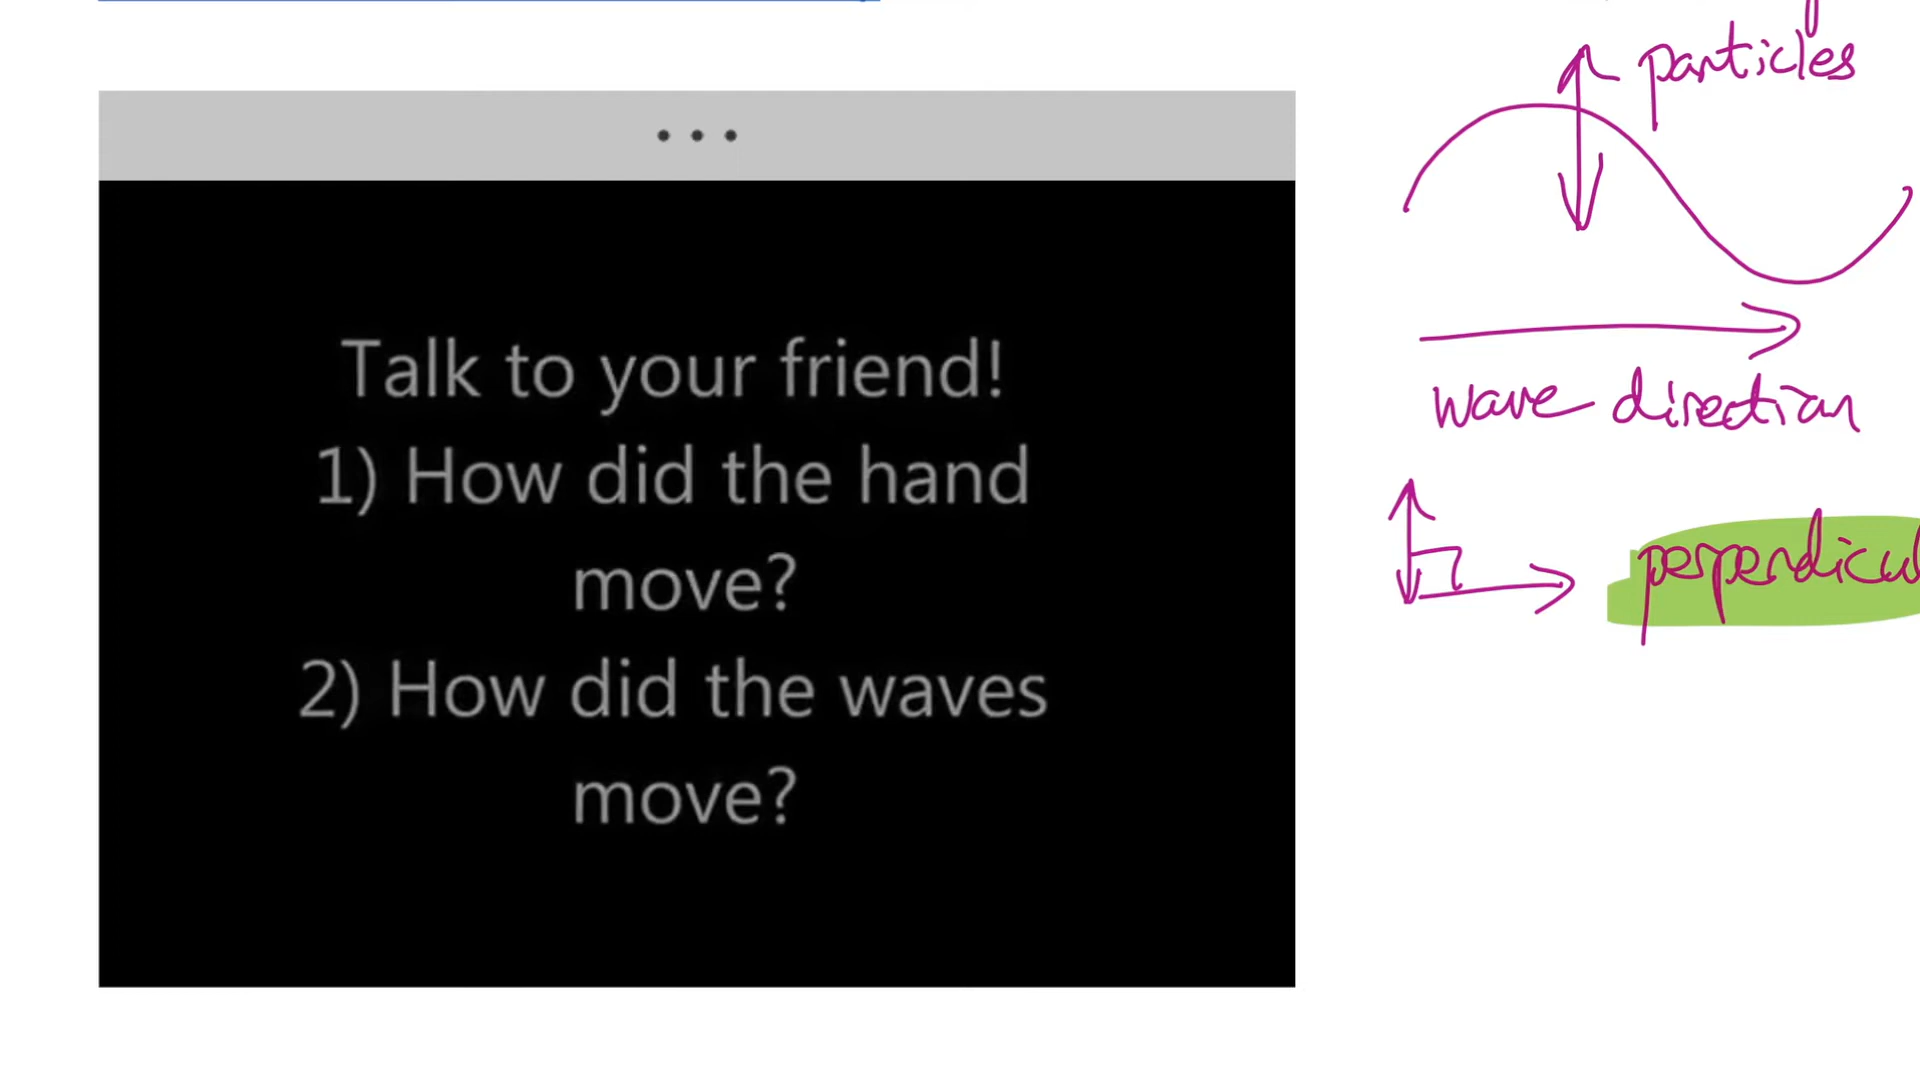 Talk to your friend!
1) How did the hand
move?
2) How did the waves
move?
particles
wave direction
perpendicul